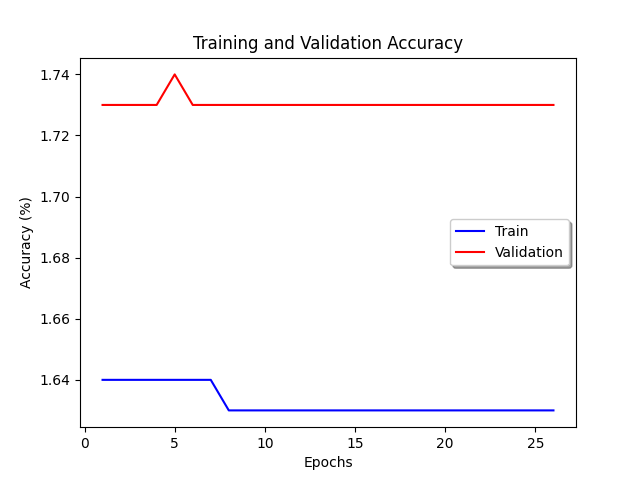 Training and Validation Accuracy
1.74
1.72
1.70
1.68
1.66
1.64
Accuracy (%)
Train
Validation
0
5
10
15
20
25
Epochs